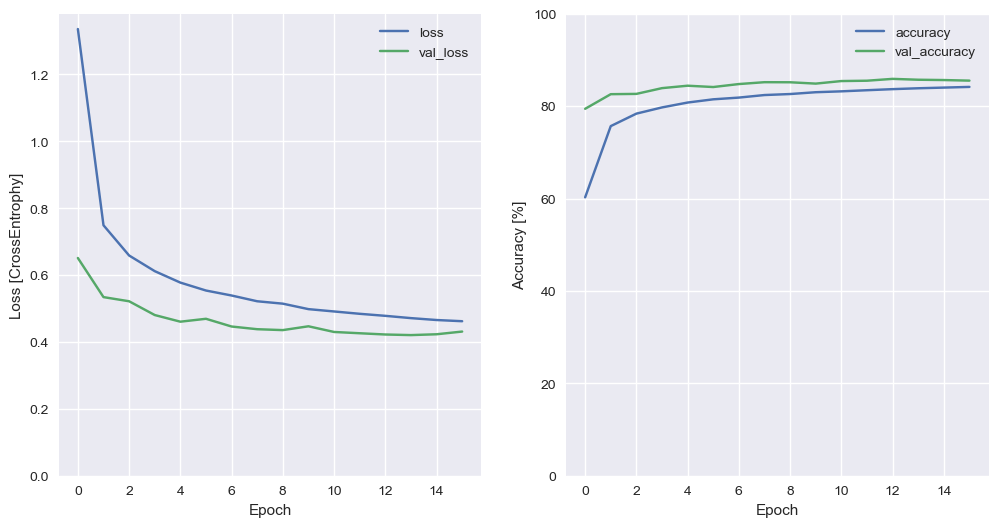 loss
val_loss
1.2
1.0
0.8
0.6
0.4
0.2
0.0
0 2 4 6 8 10 12 14
Epoch
Loss [CrossEntrophy]
accuracy
val_accuracy
100
80
60
40
20
0
0 2 4 6 8 10 12 14
Epoch
Accuracy [%]